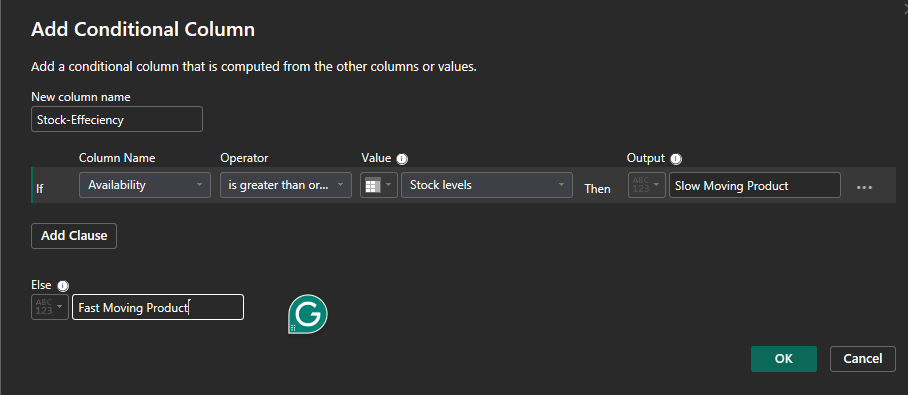 Add Conditional Column
Add a conditional column that is computed from the other columns or values.
New column name
Stock-Effeciency
Column Name Operator Value Output
If Availability is greater than or... Stock levels Then ABC 123 Slow Moving Product ...
Add Clause
Else
ABC 123 Fast Moving Product
G
OK Cancel